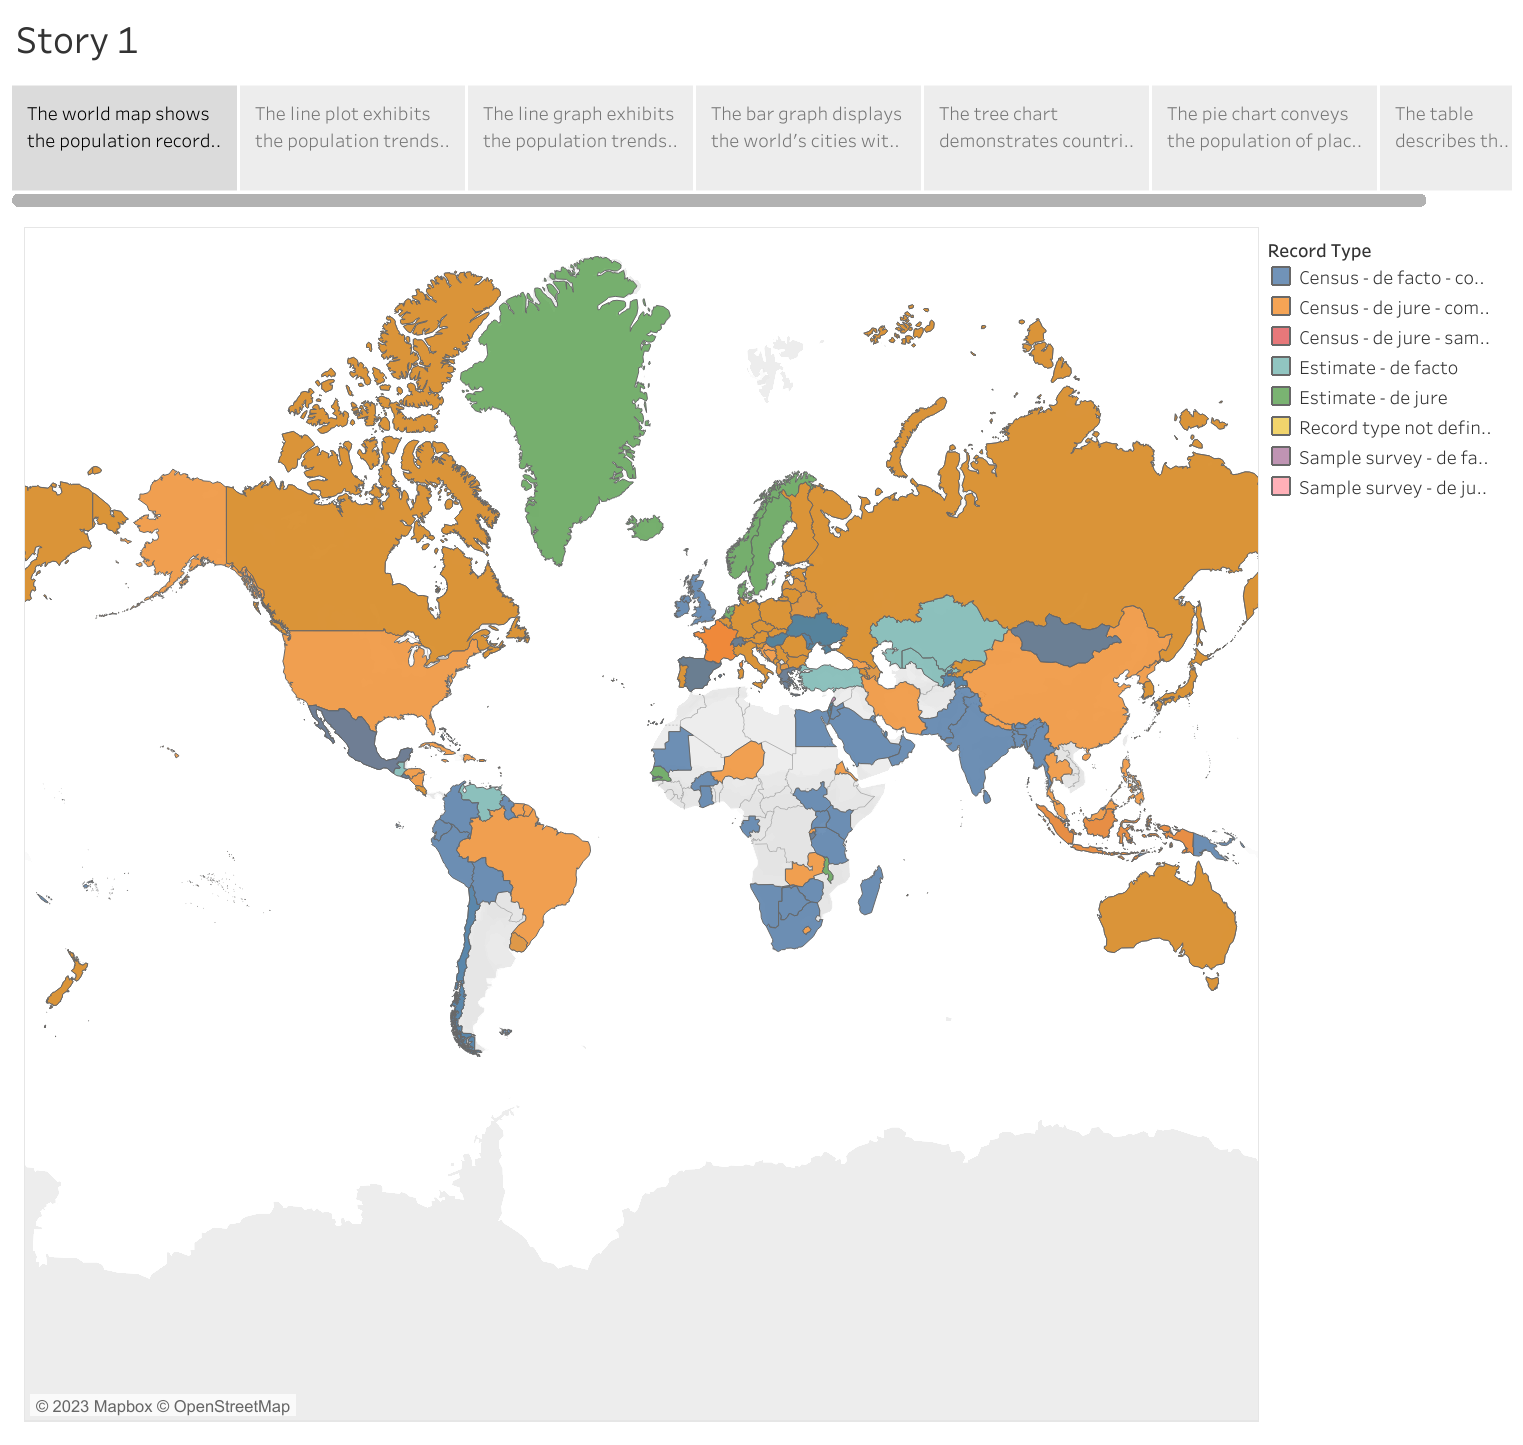 Story 1
The world map shows
the population record..
The line plot exhibits
the population trends..
The line graph exhibits
the population trends..
The bar graph displays
the world's cities wit..
The tree chart
demonstrates countri..
The pie chart conveys
the population of plac..
The table
describes th..
Record Type
Census - de facto - co..
Census - de jure - com..
Census - de jure - sam..
Estimate - de facto
Estimate - de jure
Record type not defin..
Sample survey - de fa..
Sample survey - de ju..
© 2023 Mapbox © OpenStreetMap